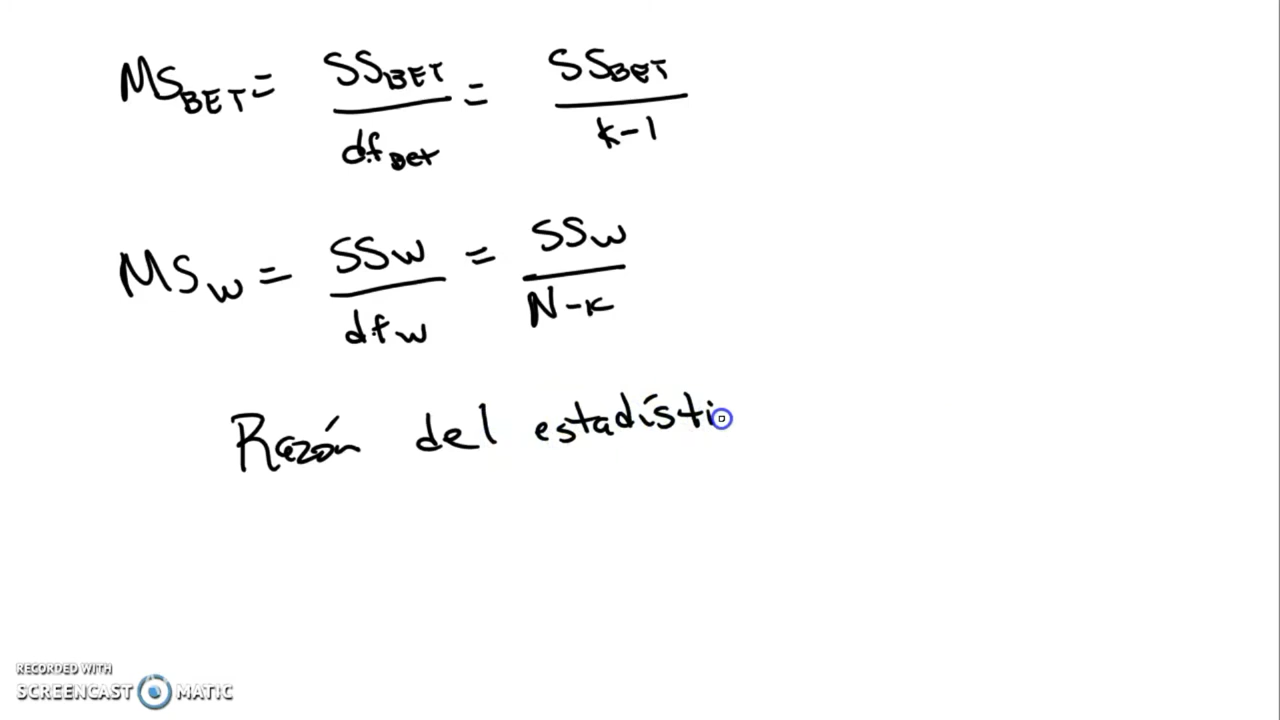 MS_BET = SS_BET / df_Bet = SS_BET / k-1
MS_W = SS_W / df_W = SS_W / N-k
Razón del estadísti
RECORDED WITH
SCREENCAST MATIC